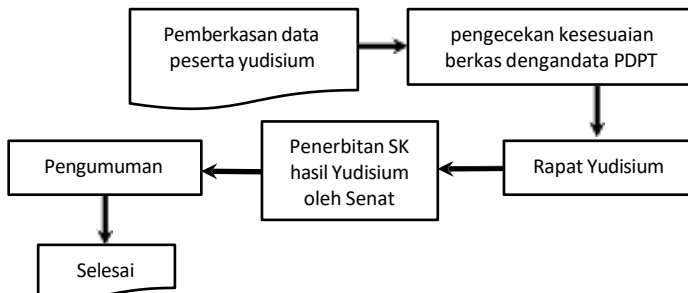 Pemberkasan data
peserta yudisium
pengecekan kesesuaian
berkas dengandata PDPT
Rapat Yudisium
Penerbitan SK
hasil Yudisium
oleh Senat
Pengumuman
Selesai